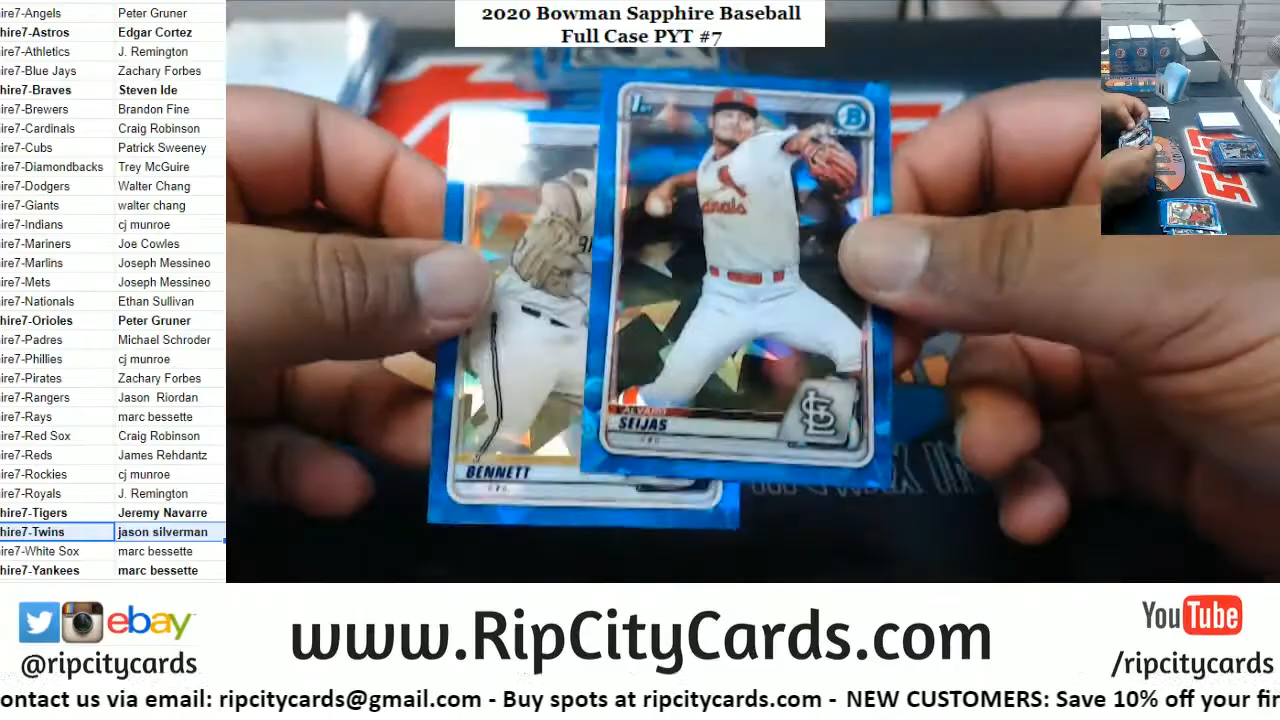 2020 Bowman Sapphire Baseball
Full Case PYT #7
ire7-Angels Peter Gruner
hire7-Astros Edgar Cortez
ire7-Athletics J. Remington
ire7-Blue Jays Zachary Forbes
hire7-Braves Steven Ide
ire7-Brewers Brandon Fine
ire7-Cardinals Craig Robinson
ire7-Cubs Patrick Sweeney
ire7-Diamondbacks Trey McGuire
ire7-Dodgers Walter Chang
ire7-Giants walter chang
ire7-Indians cj munroe
ire7-Mariners Joe Cowles
ire7-Marlins Joseph Messineo
ire7-Mets Joseph Messineo
ire7-Nationals Ethan Sullivan
hire7-Orioles Peter Gruner
ire7-Padres Michael Schroder
ire7-Phillies cj munroe
ire7-Pirates Zachary Forbes
ire7-Rangers Jason Riordan
ire7-Rays marc bessette
ire7-Red Sox Craig Robinson
ire7-Reds James Rehdantz
ire7-Rockies cj munroe
ire7-Royals J. Remington
hire7-Tigers Jeremy Navarre
hire7-Twins jason silverman
ire7-White Sox marc bessette
hire7-Yankees marc bessette
1st
B
ALVARO
SEIJAS
STL
BENNETT
ebay
@ripcitycards
www.RipCityCards.com
YouTube
/ripcitycards
ontact us via email: ripcitycards@gmail.com - Buy spots at ripcitycards.com - NEW CUSTOMERS: Save 10% off your fir